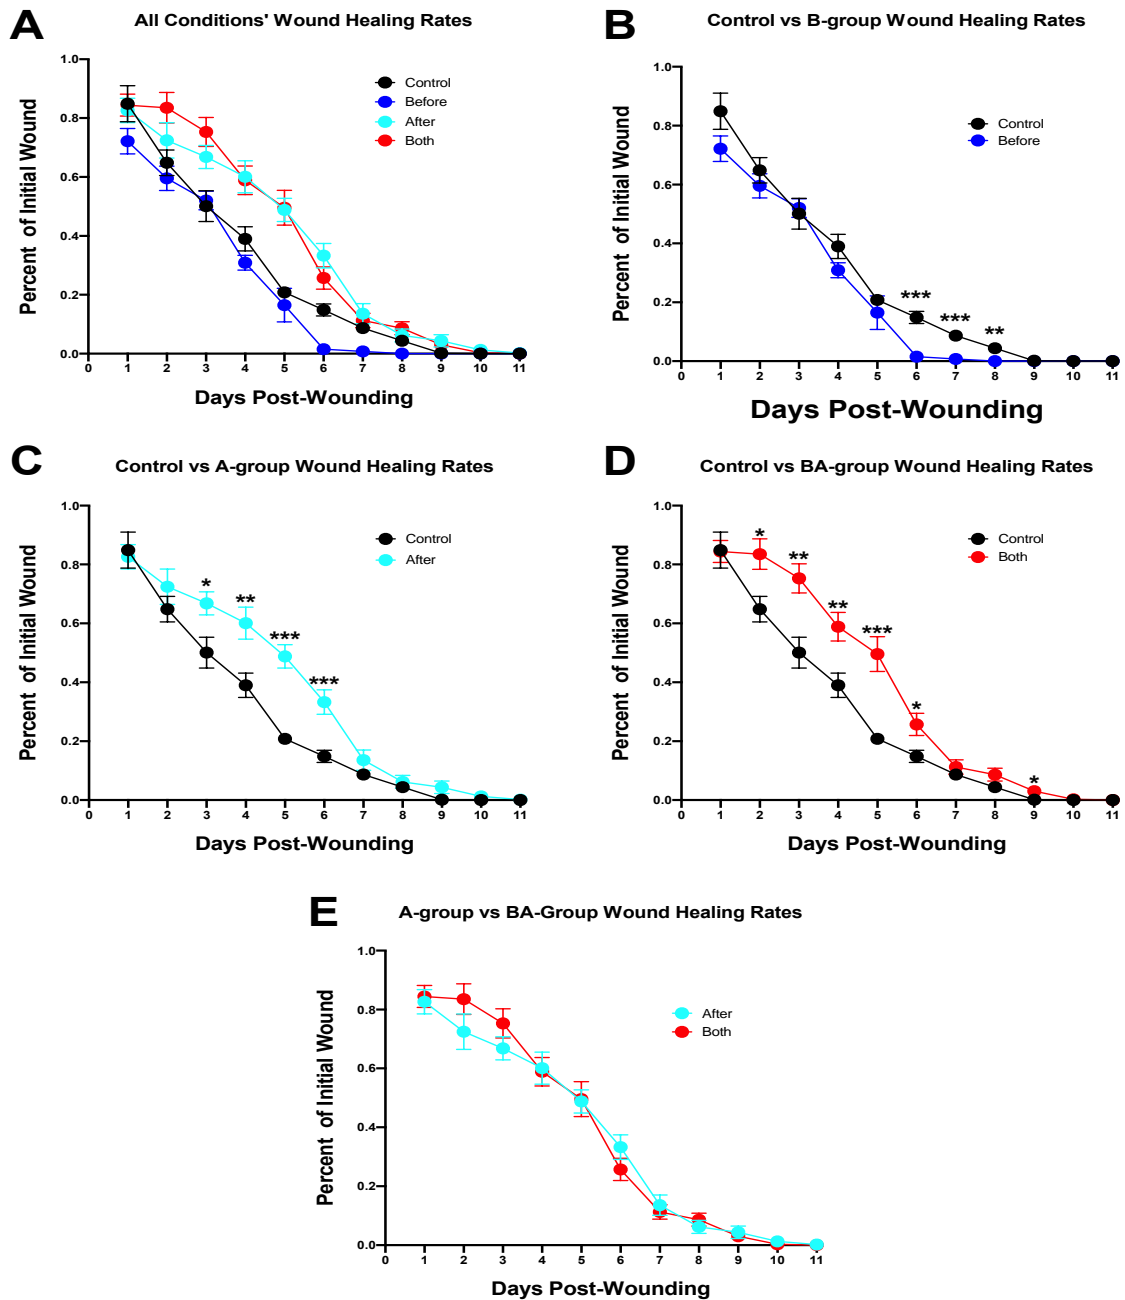 A
All Conditions' Wound Healing Rates
Percent of Initial Wound
1.0
0.8
0.6
0.4
0.2
0.0
Control
Before
After
Both
0 1 2 3 4 5 6 7 8 9 10 11
Days Post-Wounding
B
Control vs B-group Wound Healing Rates
Percent of Initial Wound
1.0
0.8
0.6
0.4
0.2
0.0
Control
Before
*** *** **
0 1 2 3 4 5 6 7 8 9 10 11
Days Post-Wounding
C
Control vs A-group Wound Healing Rates
Percent of Initial Wound
1.0
0.8
0.6
0.4
0.2
0.0
Control
After
* ** *** ***
0 1 2 3 4 5 6 7 8 9 10 11
Days Post-Wounding
D
Control vs BA-group Wound Healing Rates
Percent of Initial Wound
1.0
0.8
0.6
0.4
0.2
0.0
Control
Both
* ** ** *** * *
0 1 2 3 4 5 6 7 8 9 10 11
Days Post-Wounding
E
A-group vs BA-Group Wound Healing Rates
Percent of Initial Wound
1.0
0.8
0.6
0.4
0.2
0.0
After
Both
0 1 2 3 4 5 6 7 8 9 10 11
Days Post-Wounding